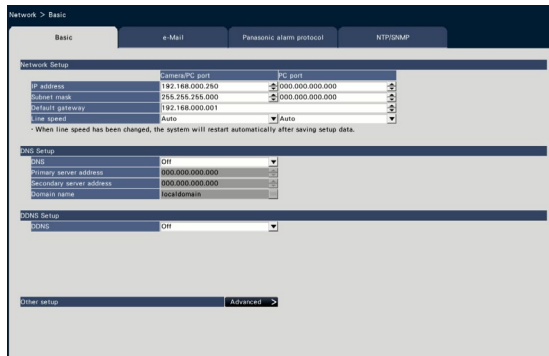 Network > Basic
Basic e-Mail Panasonic alarm protocol NTP/SNMP
Network Setup
Camera/PC port PC port
IP address 192.168.000.250 000.000.000.000
Subnet mask 255.255.255.000 000.000.000.000
Default gateway 192.168.000.001
Line speed Auto Auto
・When line speed has been changed, the system will restart automatically after saving setup data.
DNS Setup
DNS Off
Primary server address 000.000.000.000
Secondary server address 000.000.000.000
Domain name localdomain
DDNS Setup
DDNS Off
Other setup Advanced >